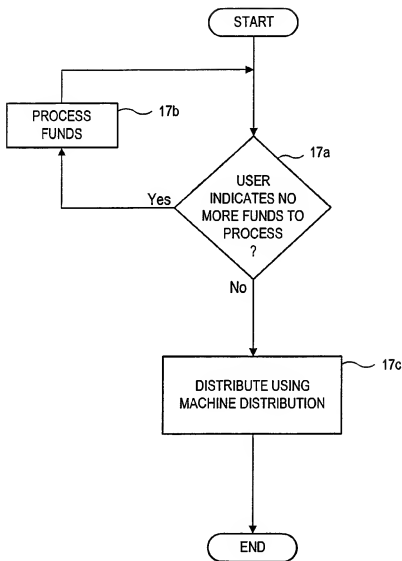 START
PROCESS
FUNDS
17b
17a
USER
INDICATES NO
MORE FUNDS TO
PROCESS
?
Yes
No
17c
DISTRIBUTE USING
MACHINE DISTRIBUTION
END